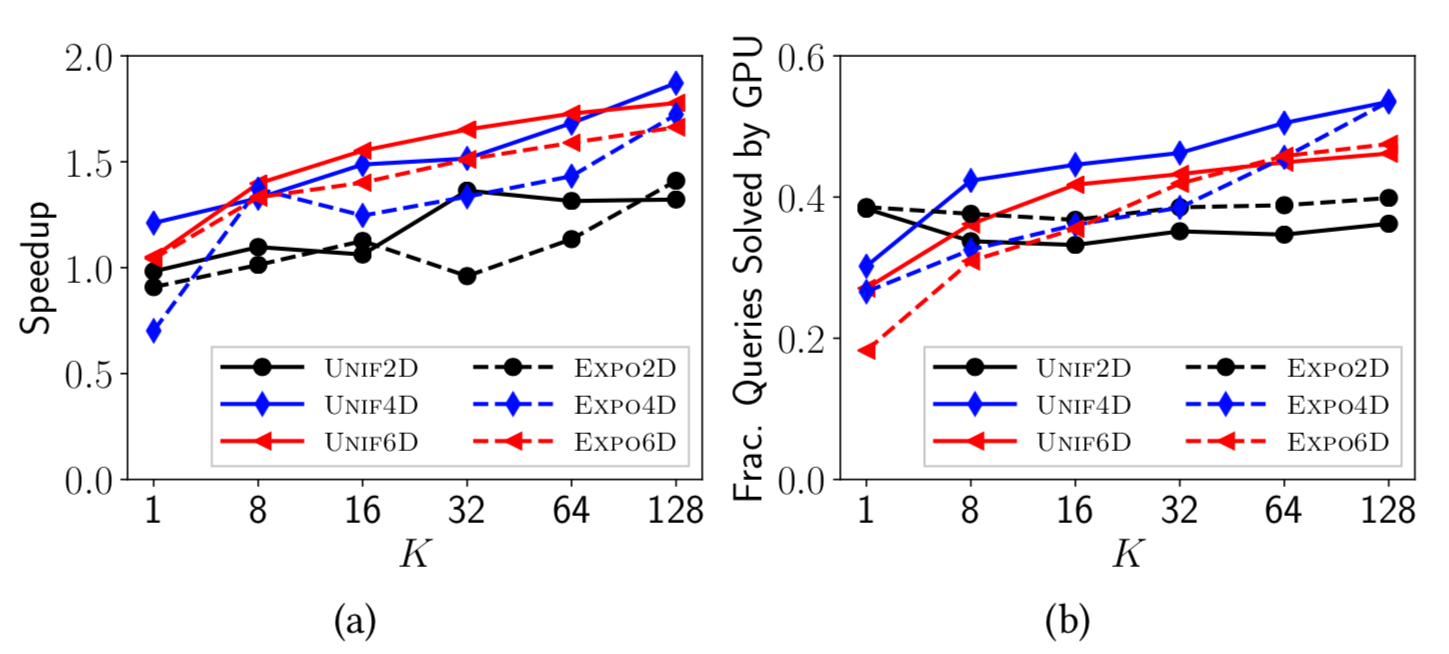 Speedup
2.0
1.5
1.0
0.5
0.0
1 8 16 32 64 128
K
UNIF2D EXPO2D
UNIF4D EXPO4D
UNIF6D EXPO6D
(a)
Frac. Queries Solved by GPU
0.6
0.4
0.2
0.0
1 8 16 32 64 128
K
UNIF2D EXPO2D
UNIF4D EXPO4D
UNIF6D EXPO6D
(b)